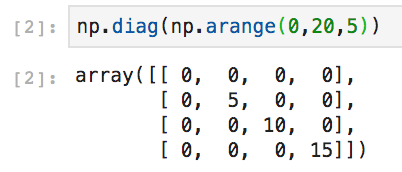 [2]: np.diag(np.arange(0,20,5))
[2]: array([[ 0,  0,  0,  0],
       [ 0,  5,  0,  0],
       [ 0,  0, 10,  0],
       [ 0,  0,  0, 15]])